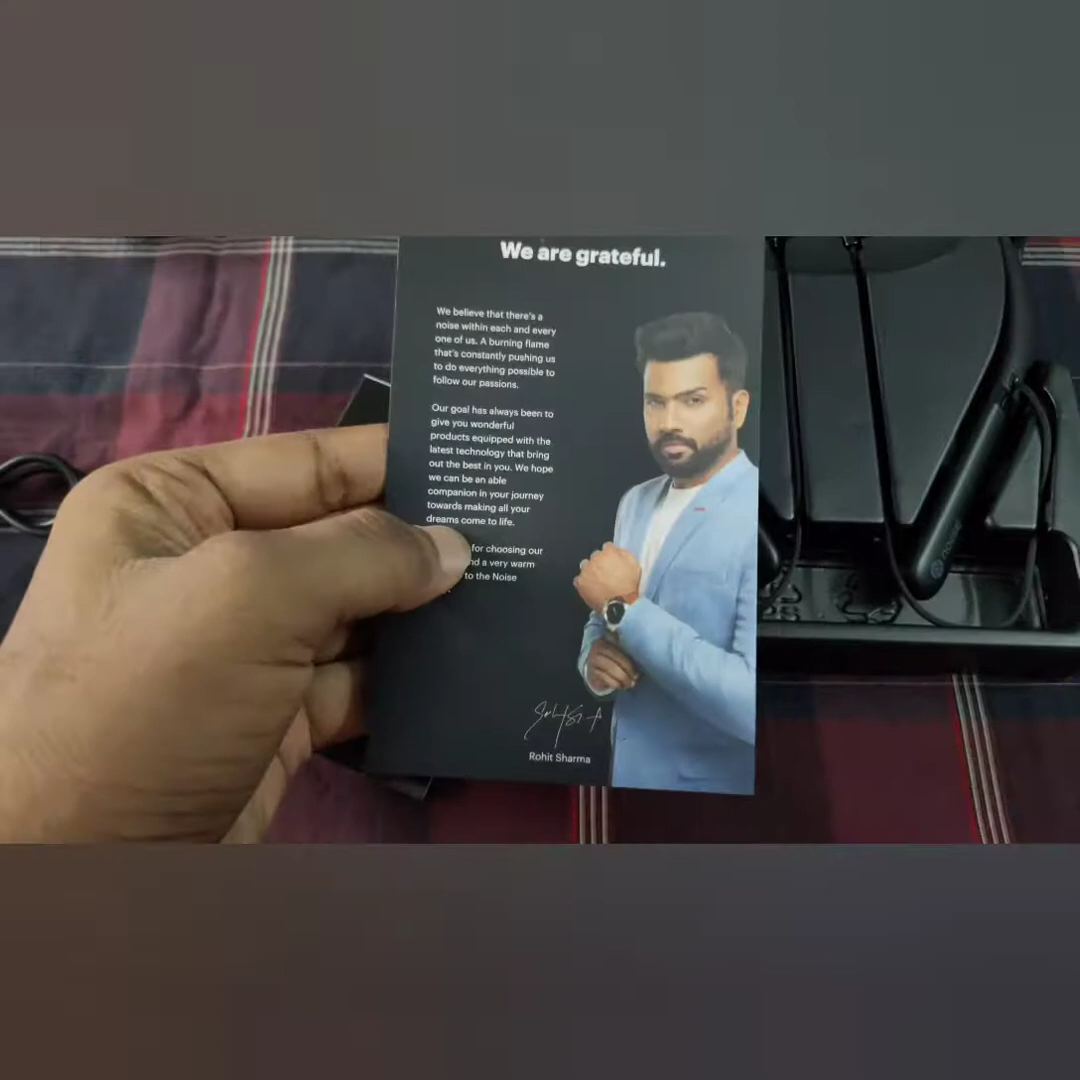 We are grateful.
We believe that there's a
noise within each and every
one of us. A burning flame
that's constantly pushing us
to do everything possible to
follow our passions.
Our goal has always been to
give you wonderful
products equipped with the
latest technology that bring
out the best in you. We hope
we can be an able
companion in your journey
towards making all your
dreams come to life.
for choosing our
a very warm
to the Noise
Rohit Sharma